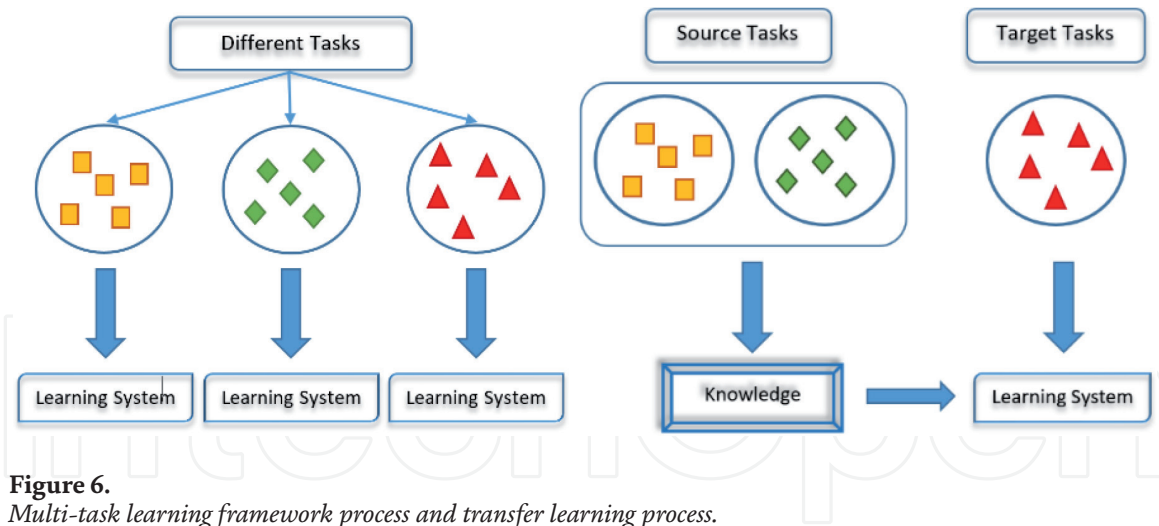 Different Tasks
Source Tasks
Target Tasks
Learning System
Learning System
Learning System
Knowledge
Learning System
Figure 6.
Multi-task learning framework process and transfer learning process.
IntechOpen